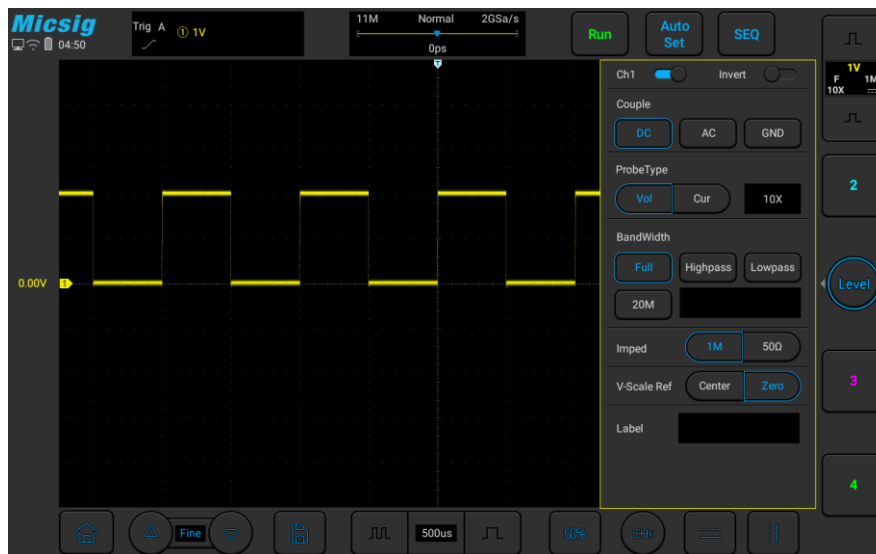 Micsig
04:50
Trig A
1 1V
11M Normal 2GSa/s
T
0ps
Run
Auto
Set
SEQ
1V
F 1M
10X
Ch1 Invert
Couple
DC AC GND
ProbeType
Vol Cur 10X
BandWidth
Full Highpass Lowpass
20M
Imped 1M 50Ω
V-Scale Ref Center Zero
Label
0.00V 1
2
Level
3
4
Fine
500us
50%
CHx